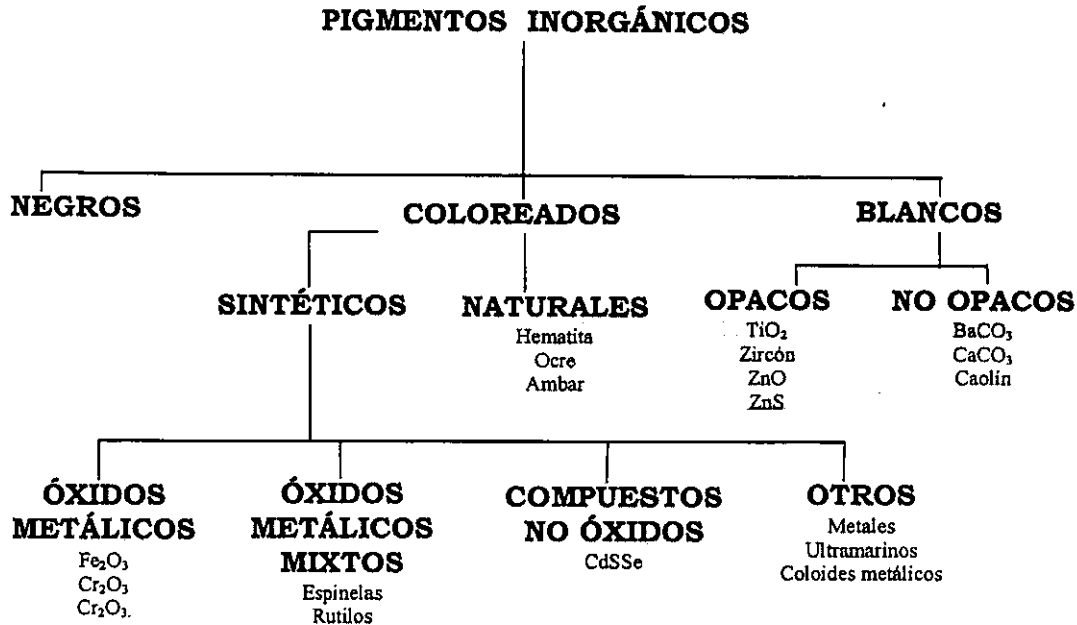 PIGMENTOS INORGÁNICOS
NEGROS
COLOREADOS
BLANCOS
SINTÉTICOS
NATURALES
Hematita
Ocre
Ambar
OPACOS
TiO₂
Zircón
ZnO
ZnS
NO OPACOS
BaCO₃
CaCO₃
Caolín
ÓXIDOS
METÁLICOS
Fe₂O₃
Cr₂O₃
Cr₂O₃.
ÓXIDOS
METÁLICOS
MIXTOS
Espinelas
Rutilos
COMPUESTOS
NO ÓXIDOS
CdSSe
OTROS
Metales
Ultramarinos
Coloides metálicos